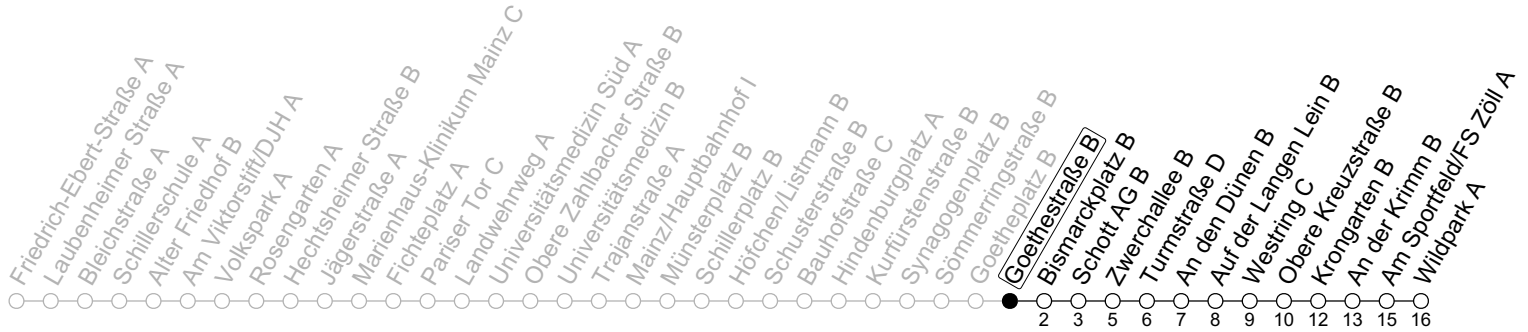 Friedrich-Ebert-Straße A
Laubenheimer Straße A
Bleichstraße A
Schillerschule A
Alter Friedhof B
Am Viktorstift/DJH A
Volkspark A
Rosengarten A
Hechtsheimer Straße B
Jägerstraße A
Marienhaus-Klinikum Mainz C
Fichteplatz A
Pariser Tor C
Landwehrweg A
Universitätsmedizin Süd A
Obere Zahlbacher Straße B
Universitätsmedizin B
Trajanstraße A
Mainz/Hauptbahnhof I
Münsterplatz B
Schillerplatz B
Höfchen/Listmann B
Schusterstraße B
Bauhofstraße C
Hindenburgplatz A
Kurfürstenstraße B
Synagogenplatz B
Sömmerringstraße B
Goetheplatz B
Goethestraße B
Bismarckplatz B
Schott AG B
Zwerchallee B
Turmstraße D
An den Dünen B
Auf der Langen Lein B
Westring C
Obere Kreuzstraße B
Krongarten B
An der Krimm B
Am Sportfeld/FS Zöll A
Wildpark A
2 3 5 6 7 8 9 10 12 13 15 16